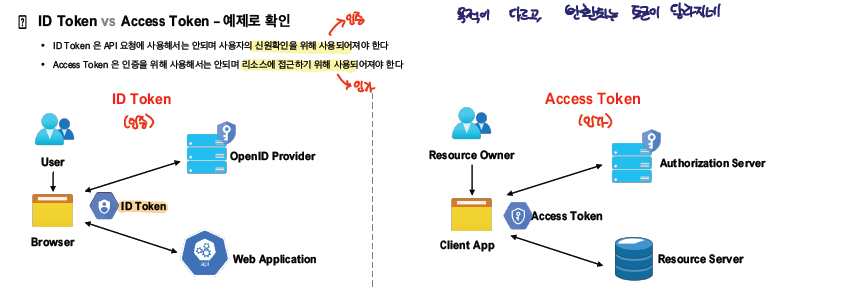 ID Token vs Access Token – 예제로 확인
인증
목적이 다르고, 반환되는 토큰이 달라지네
• ID Token 은 API 요청에 사용해서는 안되며 사용자의 신원확인을 위해 사용되어져야 한다
• Access Token 은 인증을 위해 사용해서는 안되며 리소스에 접근하기 위해 사용되어져야 한다
인가
ID Token
(인증)
User
OpenID Provider
ID Token
Browser
api
Web Application
Access Token
(인가)
Resource Owner
Authorization Server
Access Token
Client App
Resource Server